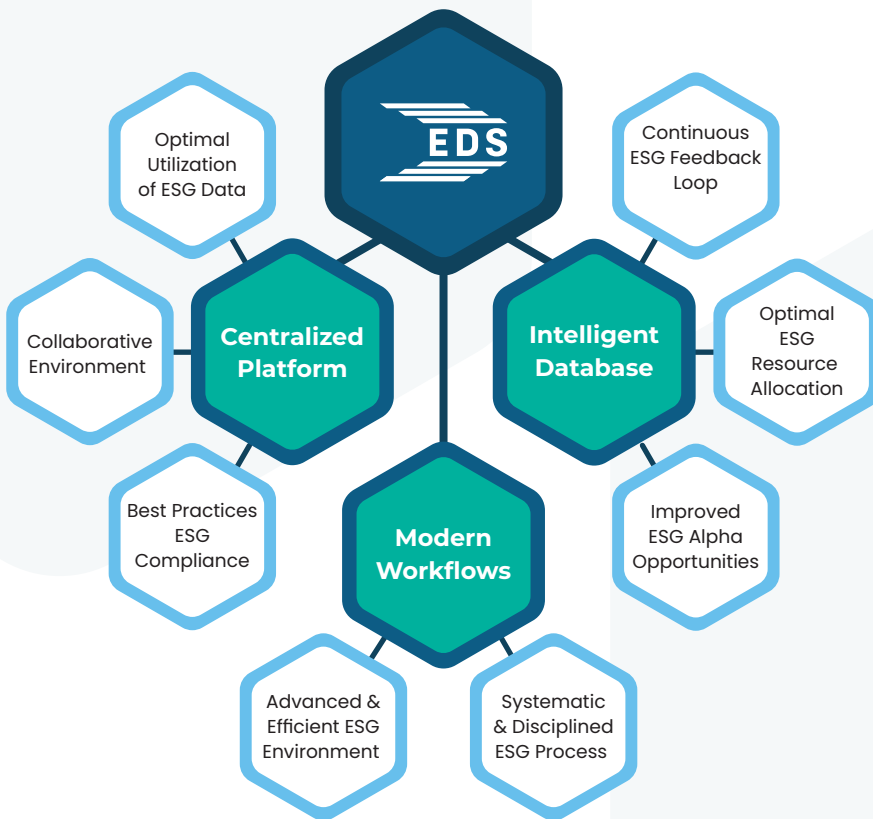 EDS
Optimal
Utilization
of ESG Data
Continuous
ESG Feedback
Loop
Collaborative
Environment
Centralized
Platform
Intelligent
Database
Optimal
ESG
Resource
Allocation
Best Practices
ESG
Compliance
Modern
Workflows
Improved
ESG Alpha
Opportunities
Advanced &
Efficient ESG
Environment
Systematic
& Disciplined
ESG Process